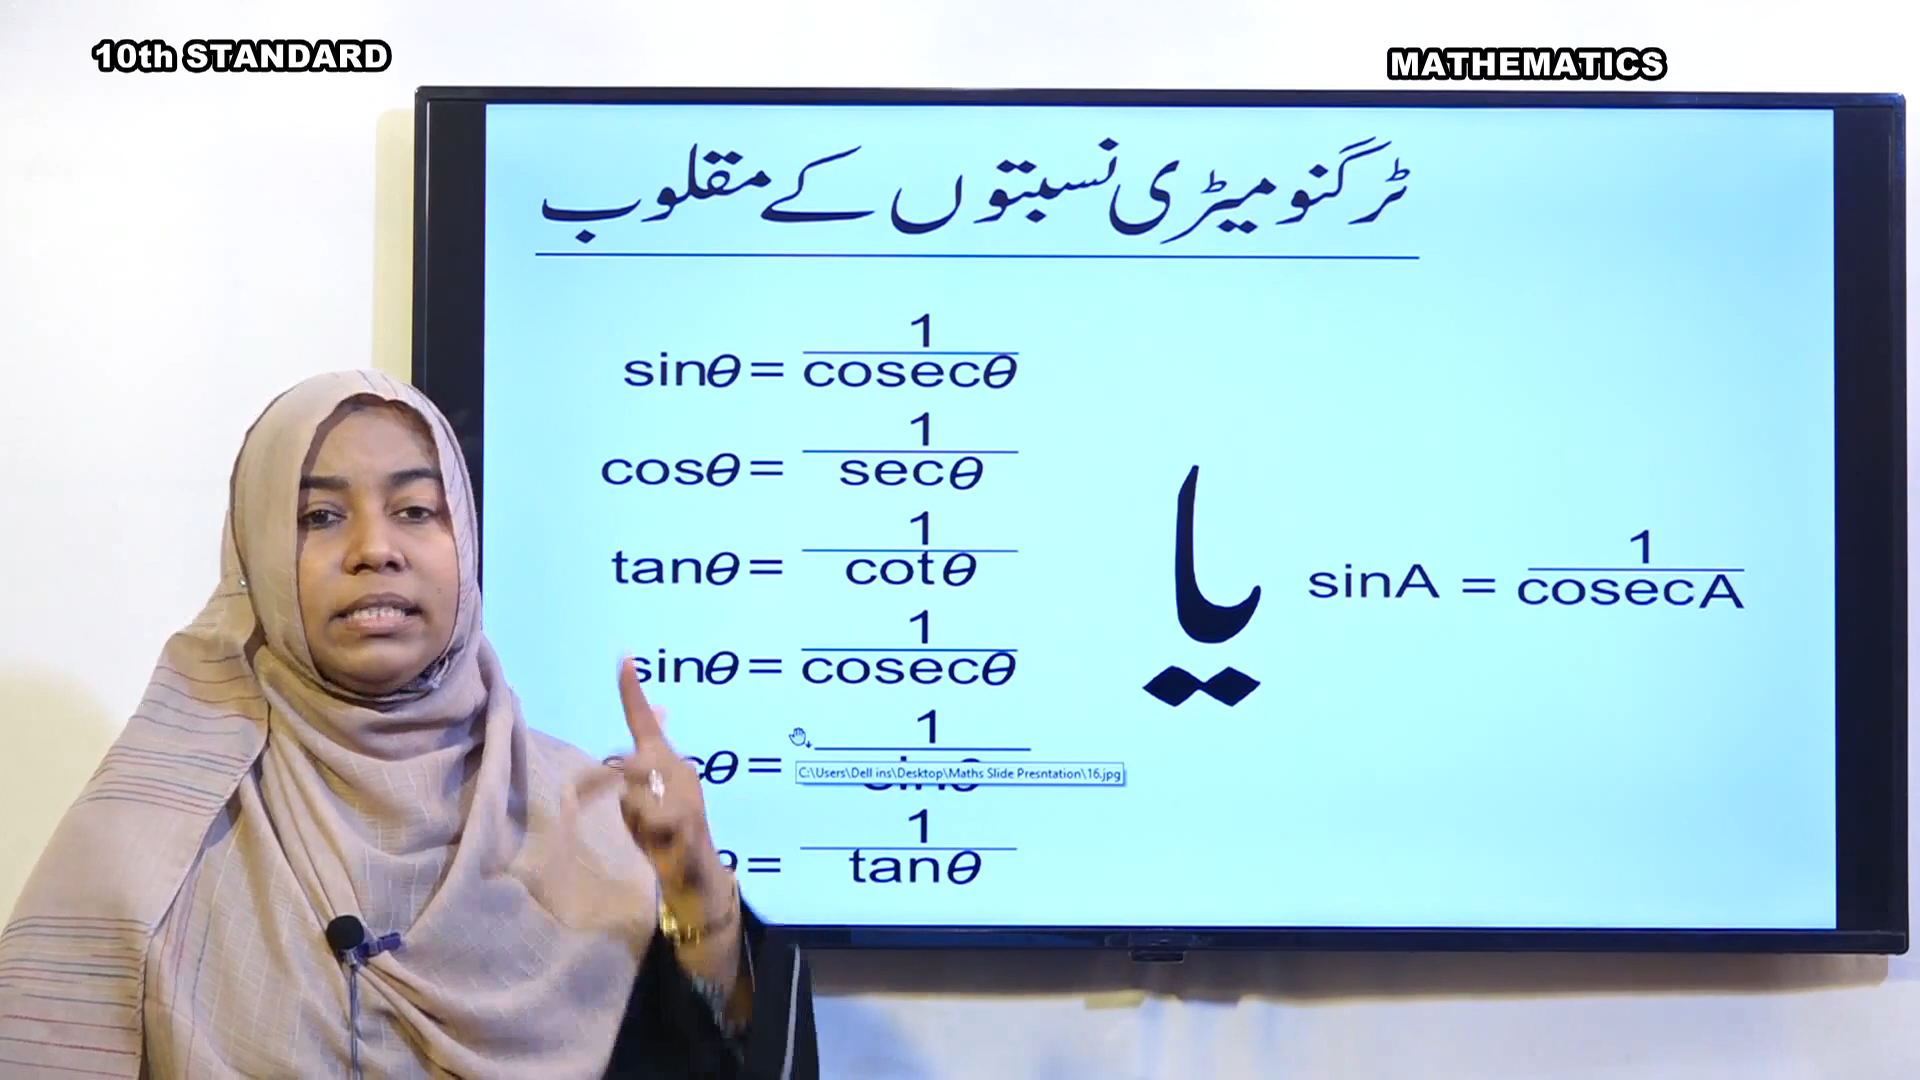 10th STANDARD
MATHEMATICS
ٹرگنومیٹری نسبتوں کے مقلوب
sinθ = 1/cosecθ
cosθ = 1/secθ
tanθ = 1/cotθ
sinθ = 1/cosecθ
θ = 1/
C:\Users\Dell ins\Desktop\Maths Slide Presntation\16.jpg
= 1/tanθ
یا
sinA = 1/cosecA